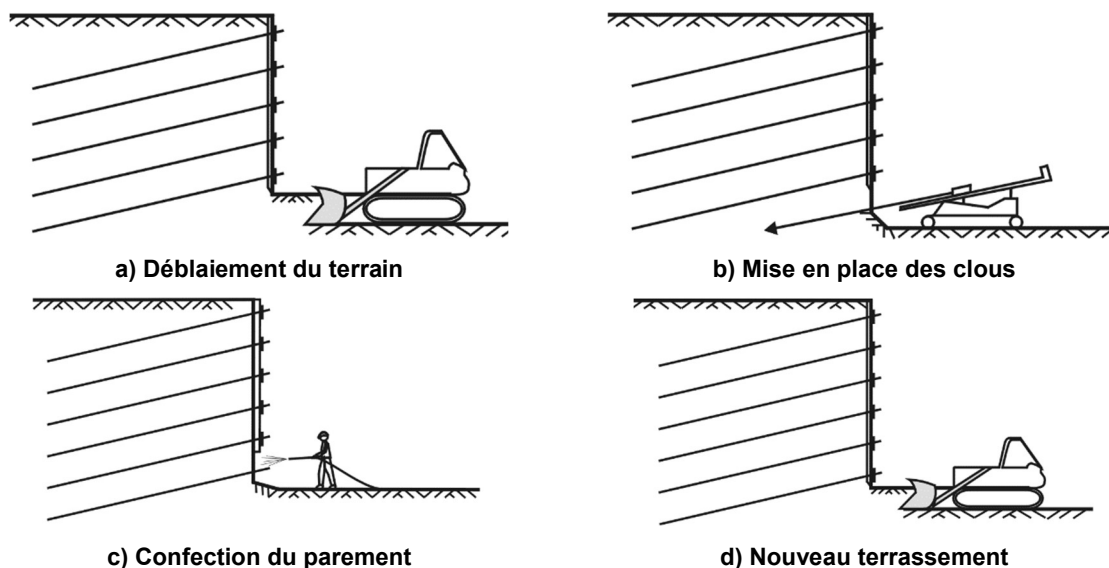 a) Déblaiement du terrain
b) Mise en place des clous
c) Confection du parement
d) Nouveau terrassement